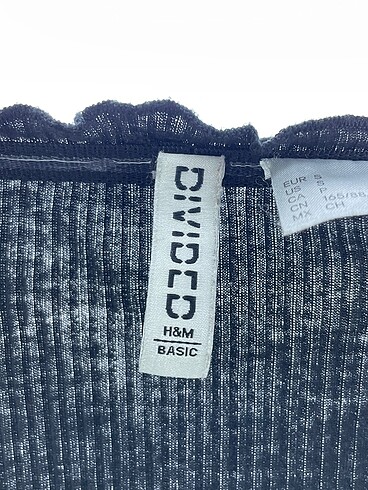 DIVIDED
H&M
BASIC
EUR S
US S
CA P
CN 165/88
MX CH